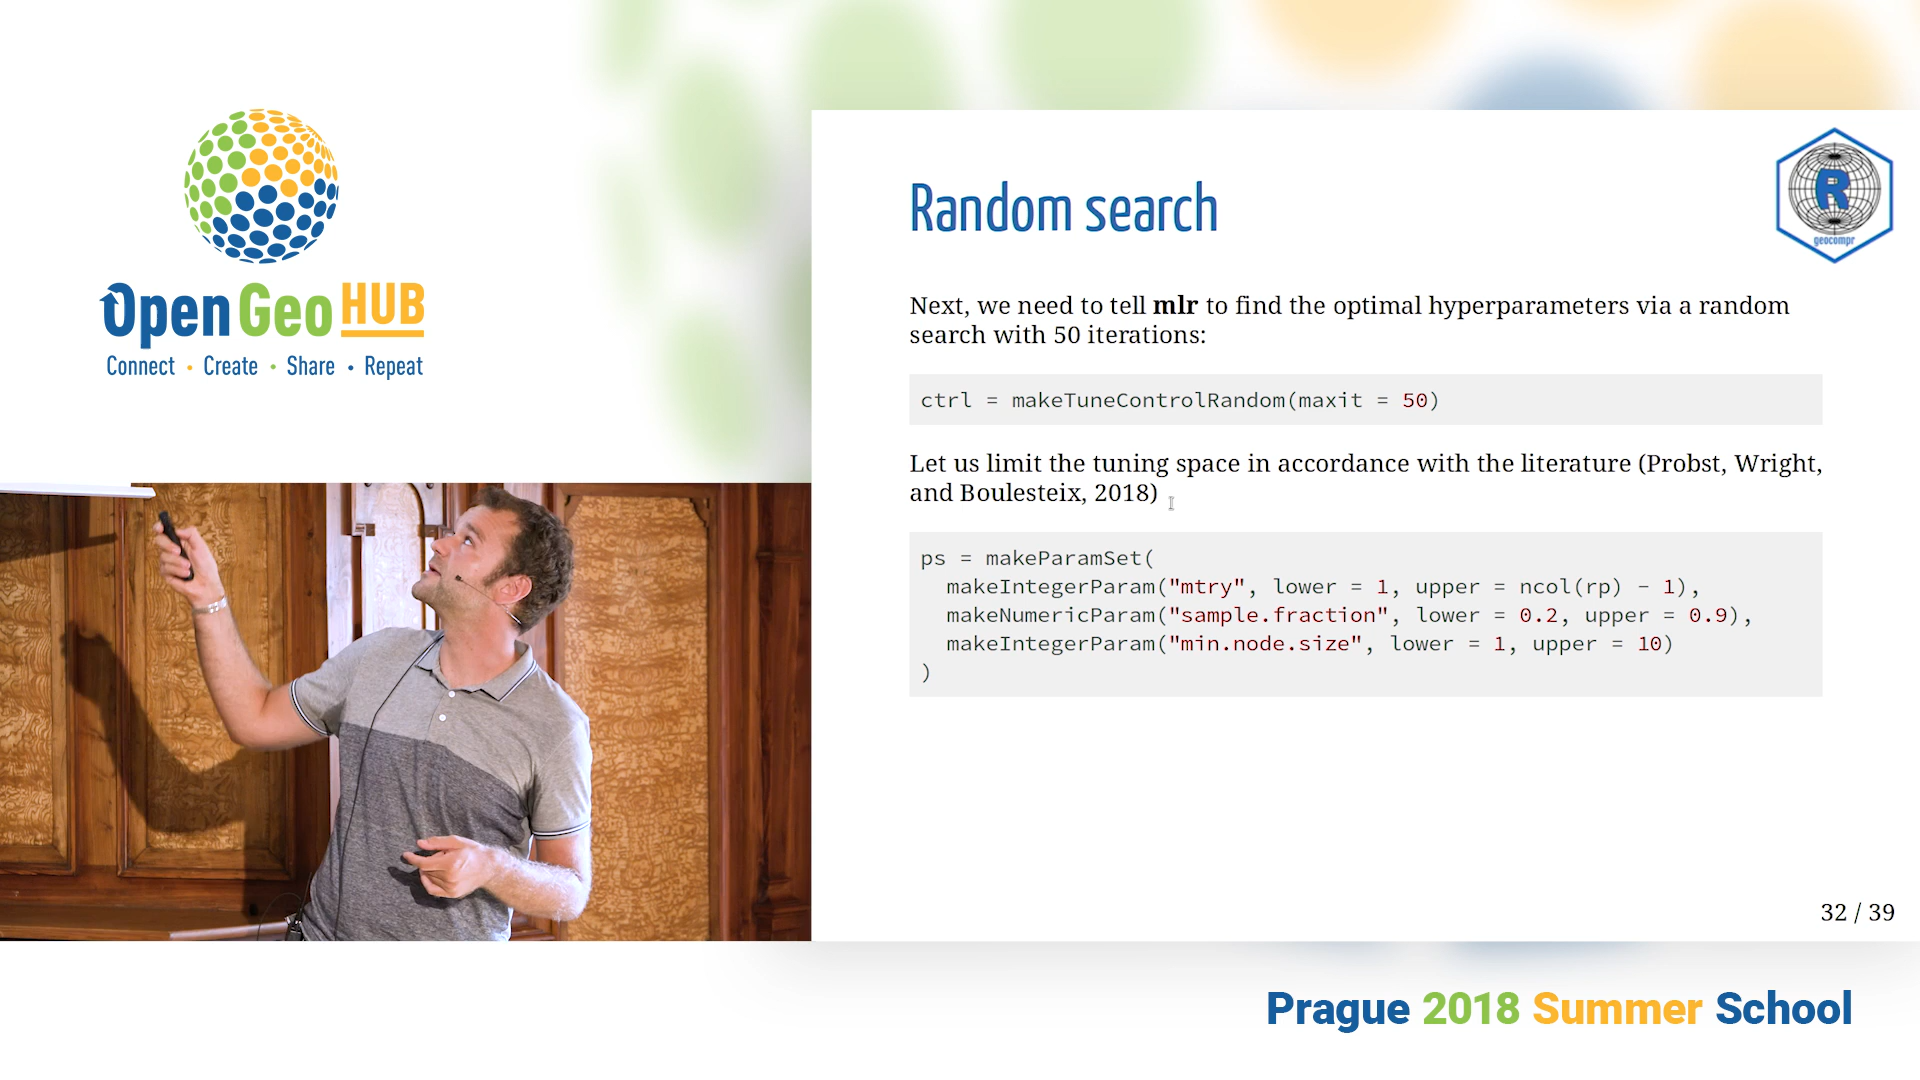 Open Geo HUB
Connect • Create • Share • Repeat
Random search
R
geocompr
Next, we need to tell mlr to find the optimal hyperparameters via a random
search with 50 iterations:
ctrl = makeTuneControlRandom(maxit = 50)
Let us limit the tuning space in accordance with the literature (Probst, Wright,
and Boulesteix, 2018)
ps = makeParamSet(
  makeIntegerParam("mtry", lower = 1, upper = ncol(rp) - 1),
  makeNumericParam("sample.fraction", lower = 0.2, upper = 0.9),
  makeIntegerParam("min.node.size", lower = 1, upper = 10)
)
32 / 39
Prague 2018 Summer School